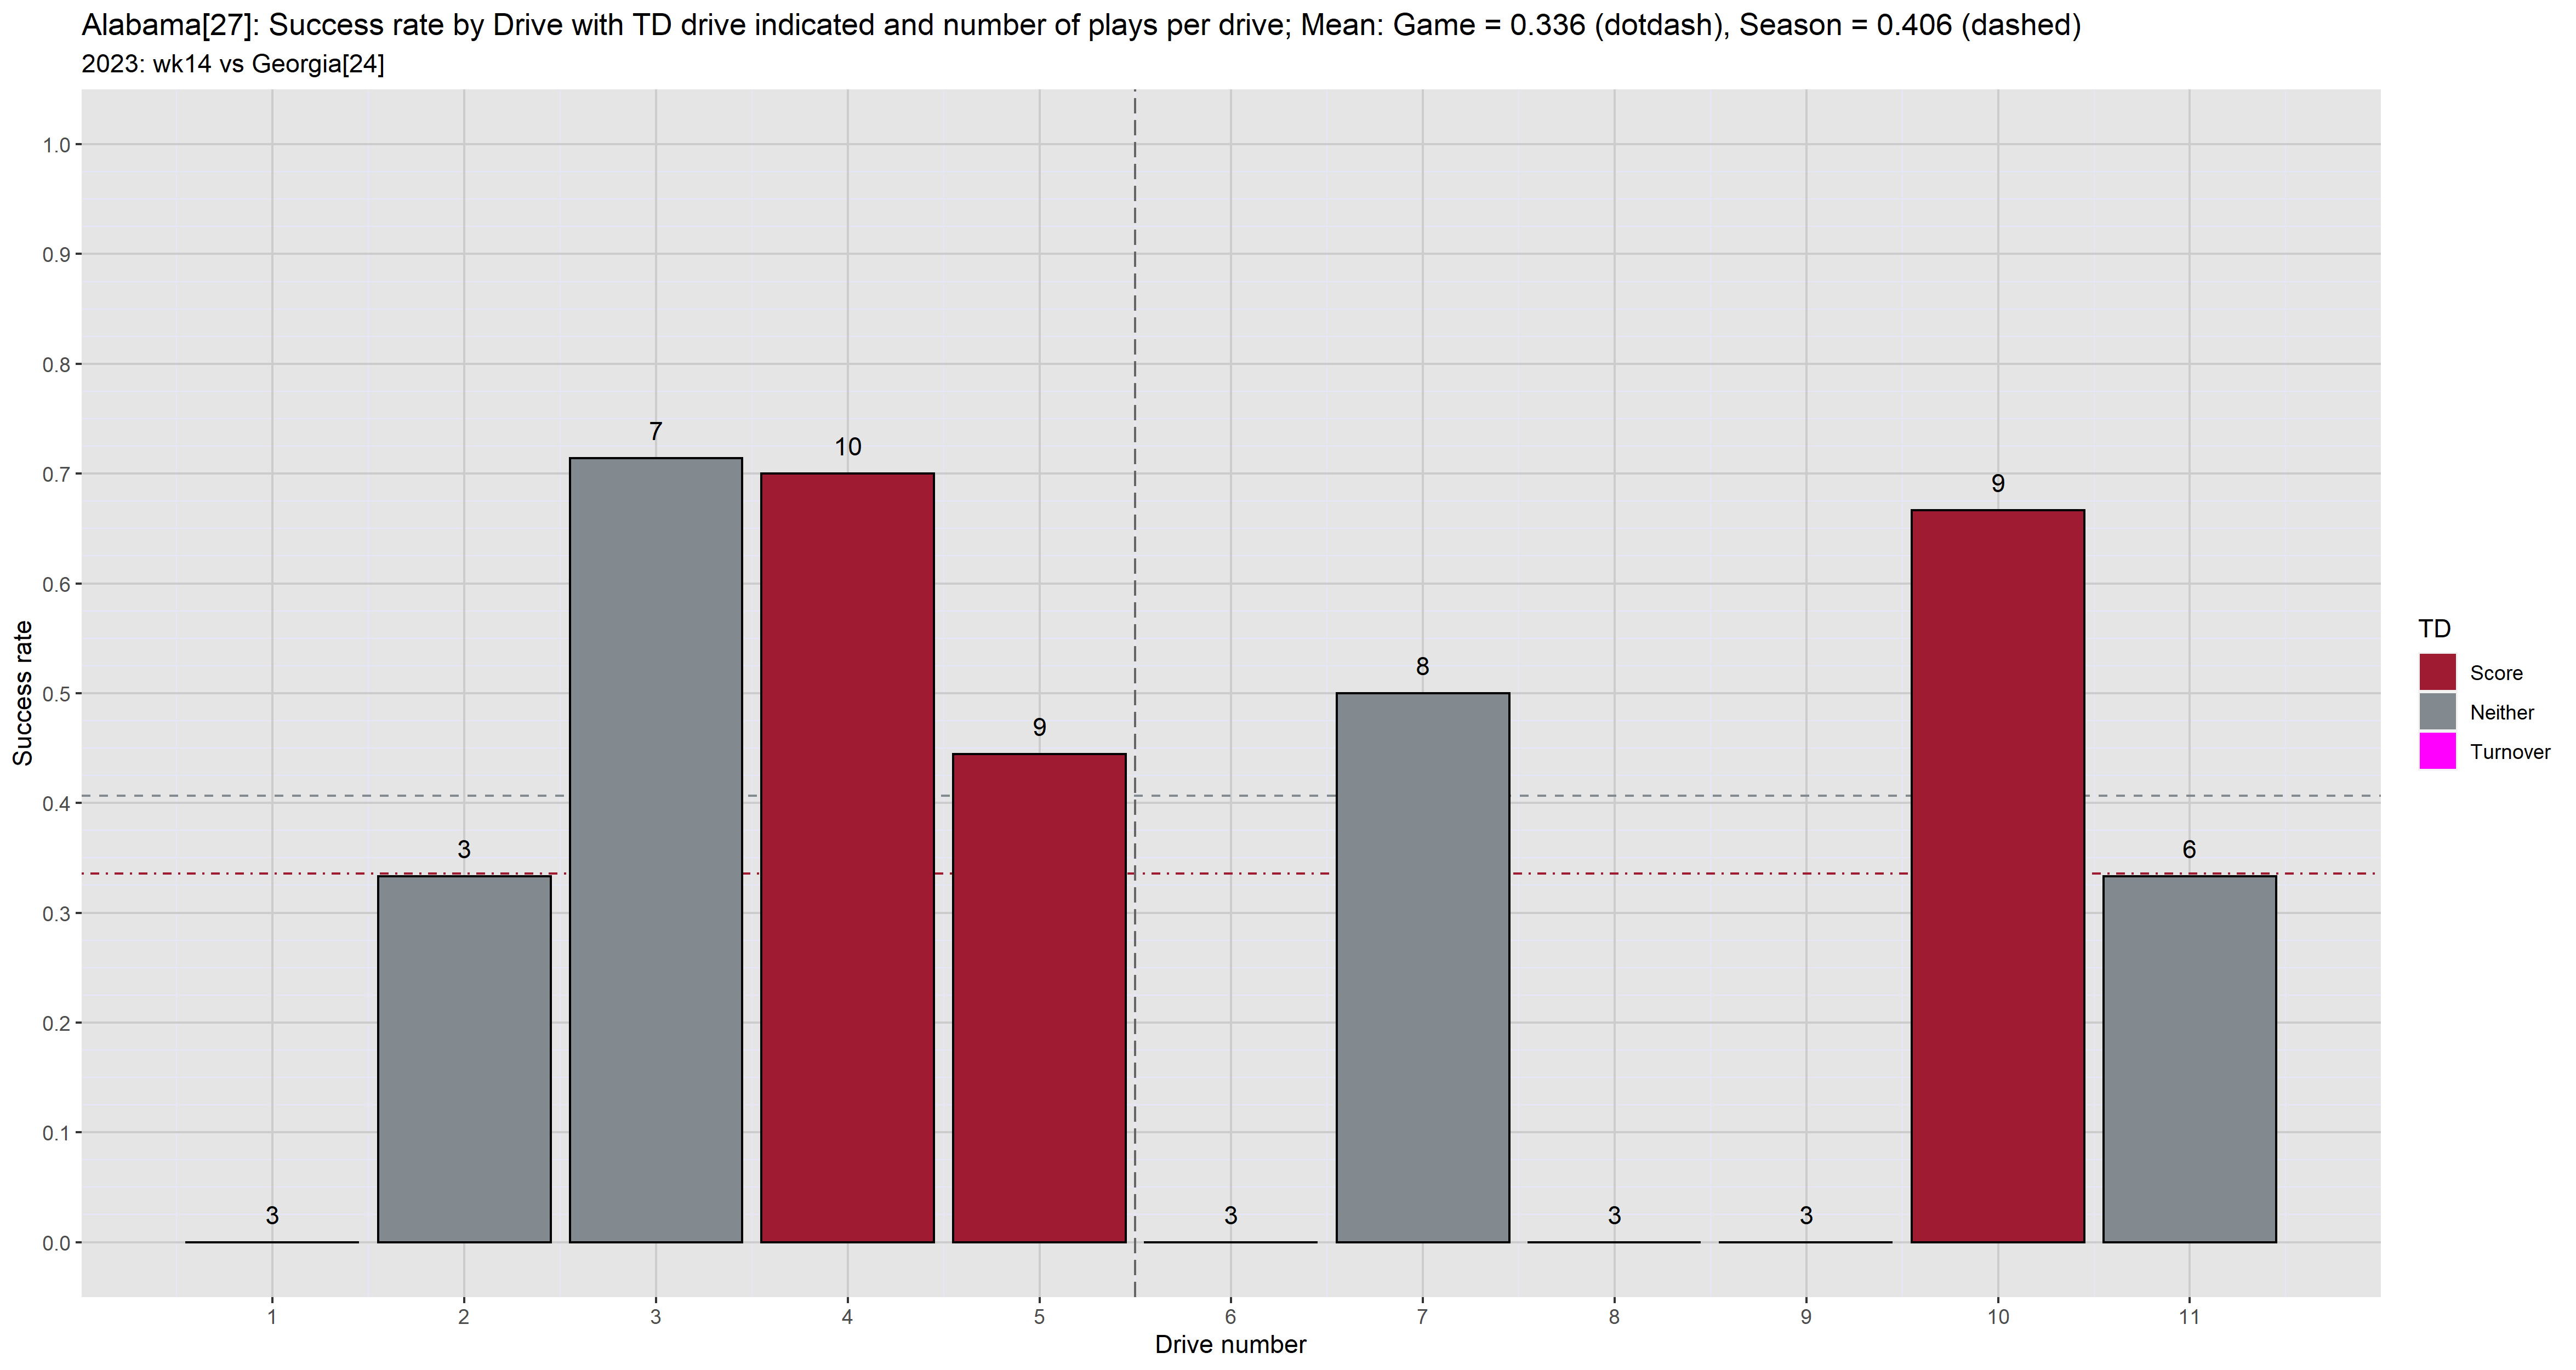 Alabama[27]: Success rate by Drive with TD drive indicated and number of plays per drive; Mean: Game = 0.336 (dotdash), Season = 0.406 (dashed)
2023: wk14 vs Georgia[24]
1.0
0.9
0.8
0.7
0.6
0.5
0.4
0.3
0.2
0.1
0.0
Success rate
3
3
7
10
9
3
8
3
3
9
6
1 2 3 4 5 6 7 8 9 10 11
Drive number
TD
Score
Neither
Turnover